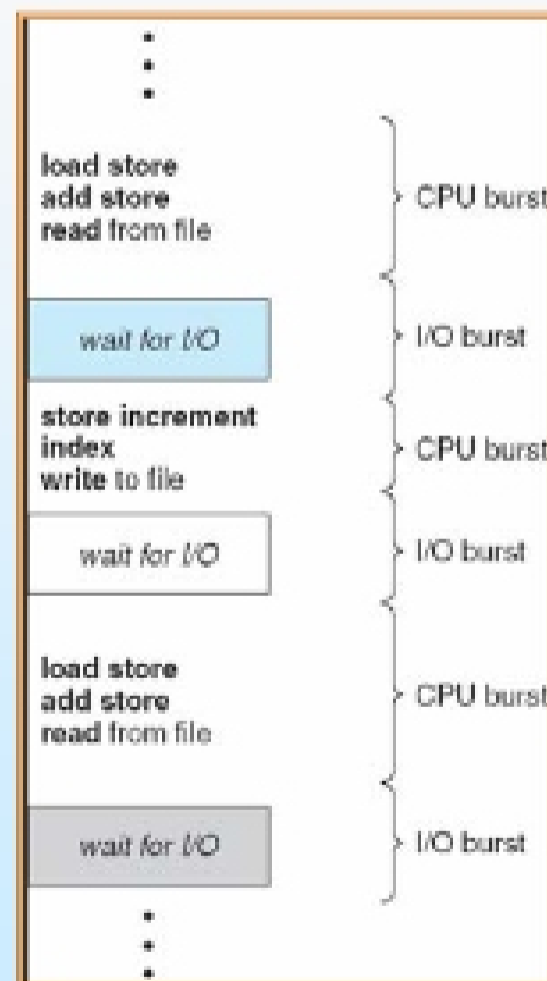 load store
add store
read from file
CPU burst
wait for I/O
I/O burst
store increment
index
write to file
CPU burst
wait for I/O
I/O burst
load store
add store
read from file
CPU burst
wait for I/O
I/O burst